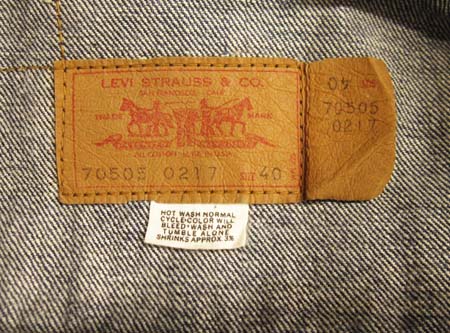 LEVI STRAUSS & CO.
SAN FRANCISCO, CALIF.
TRADE MARK
70505 0217 SIZE 40
HOT WASH NORMAL
CYCLE-COLOR WILL
BLEED-WASH AND
TUMBLE ALONE
SHRINKS APPROX 3%
40 SIZE
70505
0217